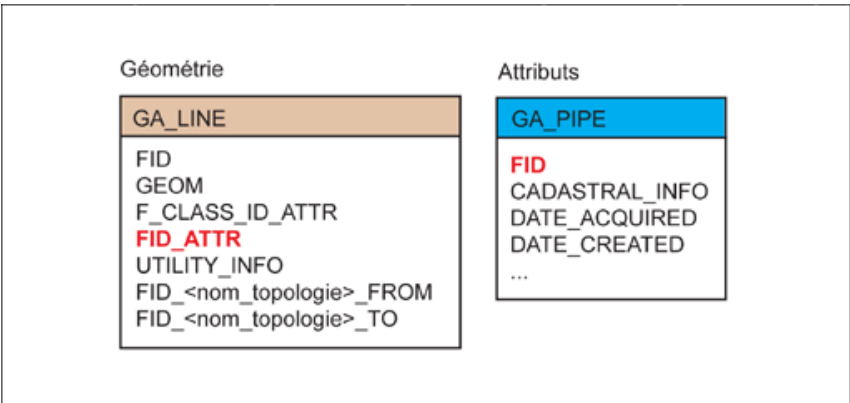 Géométrie
GA_LINE
FID
GEOM
F_CLASS_ID_ATTR
FID_ATTR
UTILITY_INFO
FID_<nom_topologie>_FROM
FID_<nom_topologie>_TO
Attributs
GA_PIPE
FID
CADASTRAL_INFO
DATE_ACQUIRED
DATE_CREATED
...